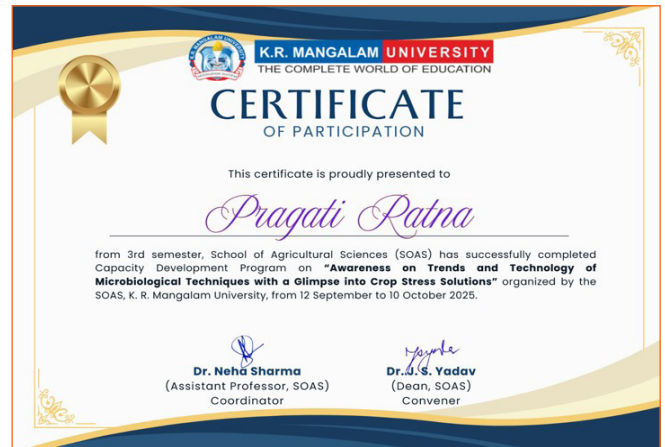 K.R. MANGALAM UNIVERSITY
THE COMPLETE WORLD OF EDUCATION
CERTIFICATE
OF PARTICIPATION
This certificate is proudly presented to
Pragati Ratna
from 3rd semester, School of Agricultural Sciences (SOAS) has successfully completed
Capacity Development Program on “Awareness on Trends and Technology of
Microbiological Techniques with a Glimpse into Crop Stress Solutions” organized by the
SOAS, K. R. Mangalam University, from 12 September to 10 October 2025.
Dr. Neha Sharma
(Assistant Professor, SOAS)
Coordinator
Dr. J. S. Yadav
(Dean, SOAS)
Convener